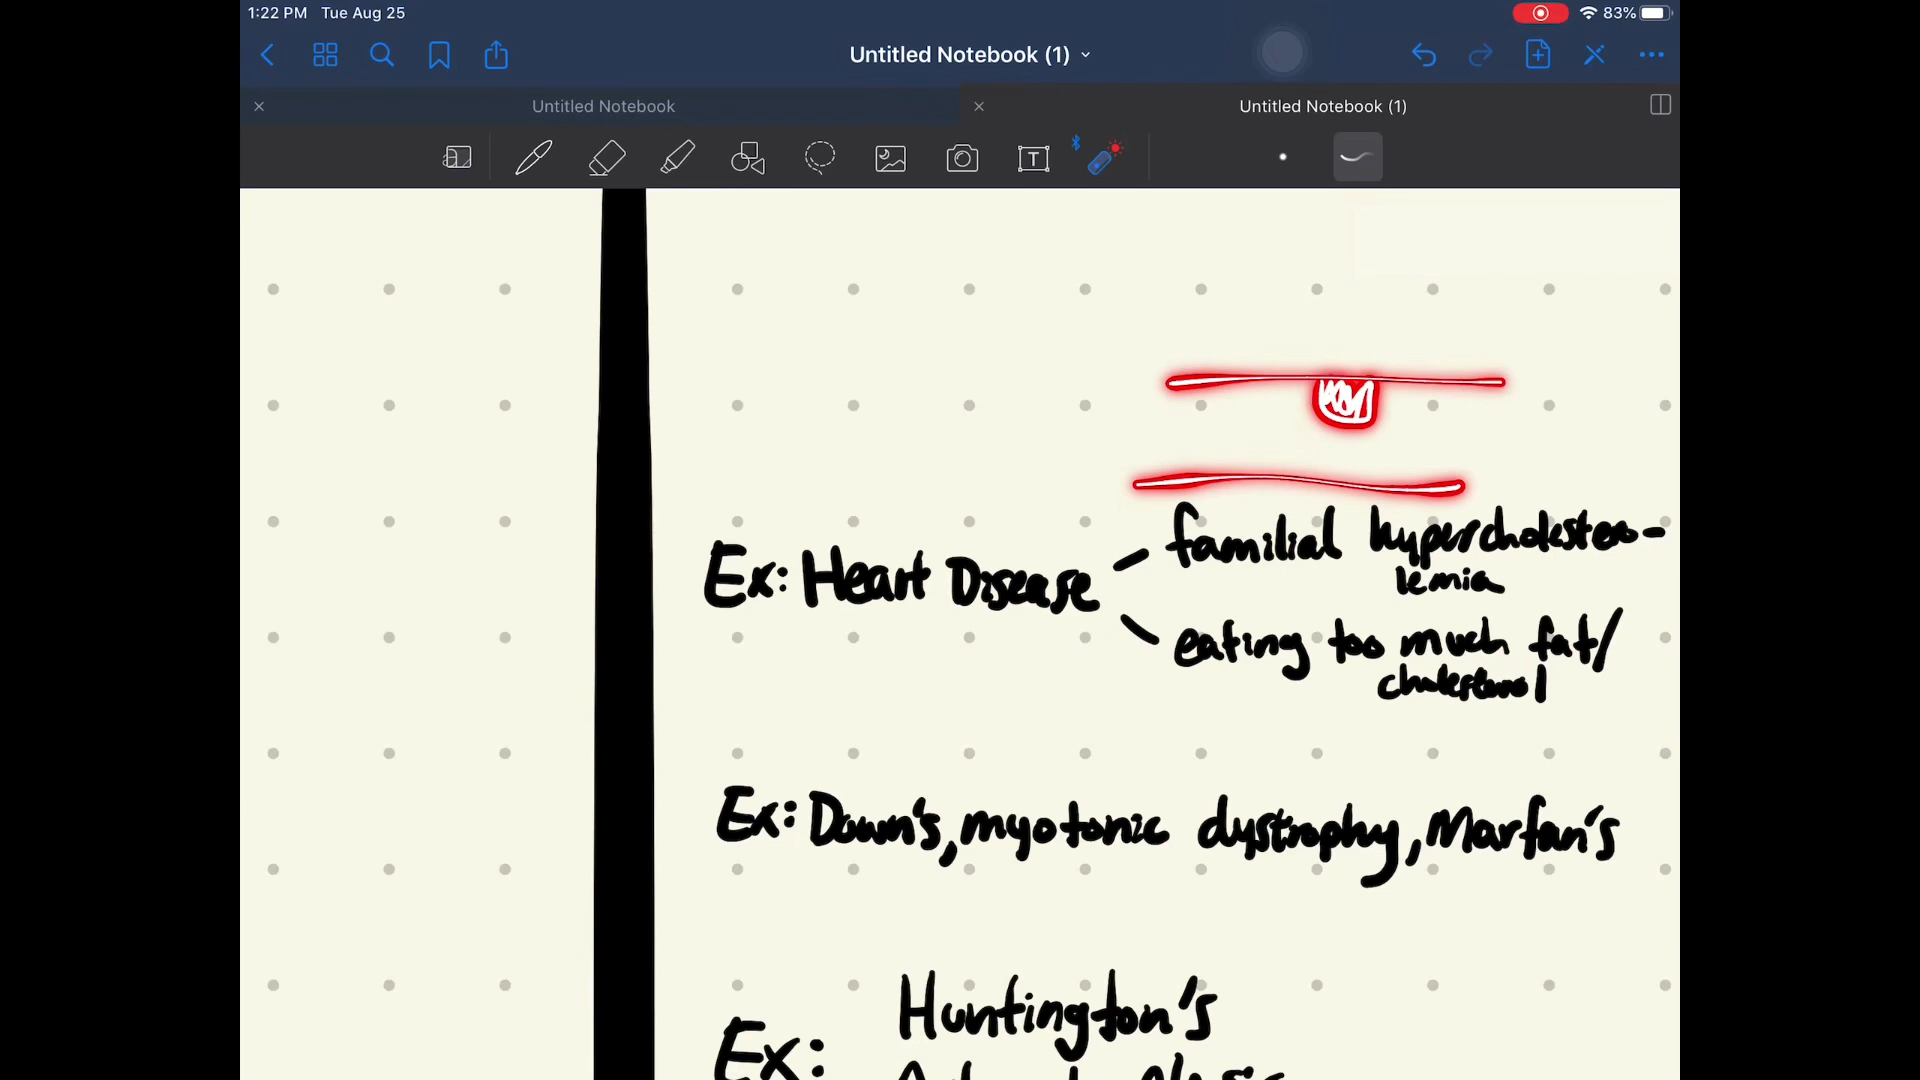 1:22 PM Tue Aug 25
83%
Untitled Notebook (1)
Untitled Notebook
Untitled Notebook (1)
T
familial hypercholestero-
lemia
Ex: Heart Disease
eating too much fat/
cholesterol
Ex: Down's, myotonic dystrophy, Marfan's
Huntington's
Ex: